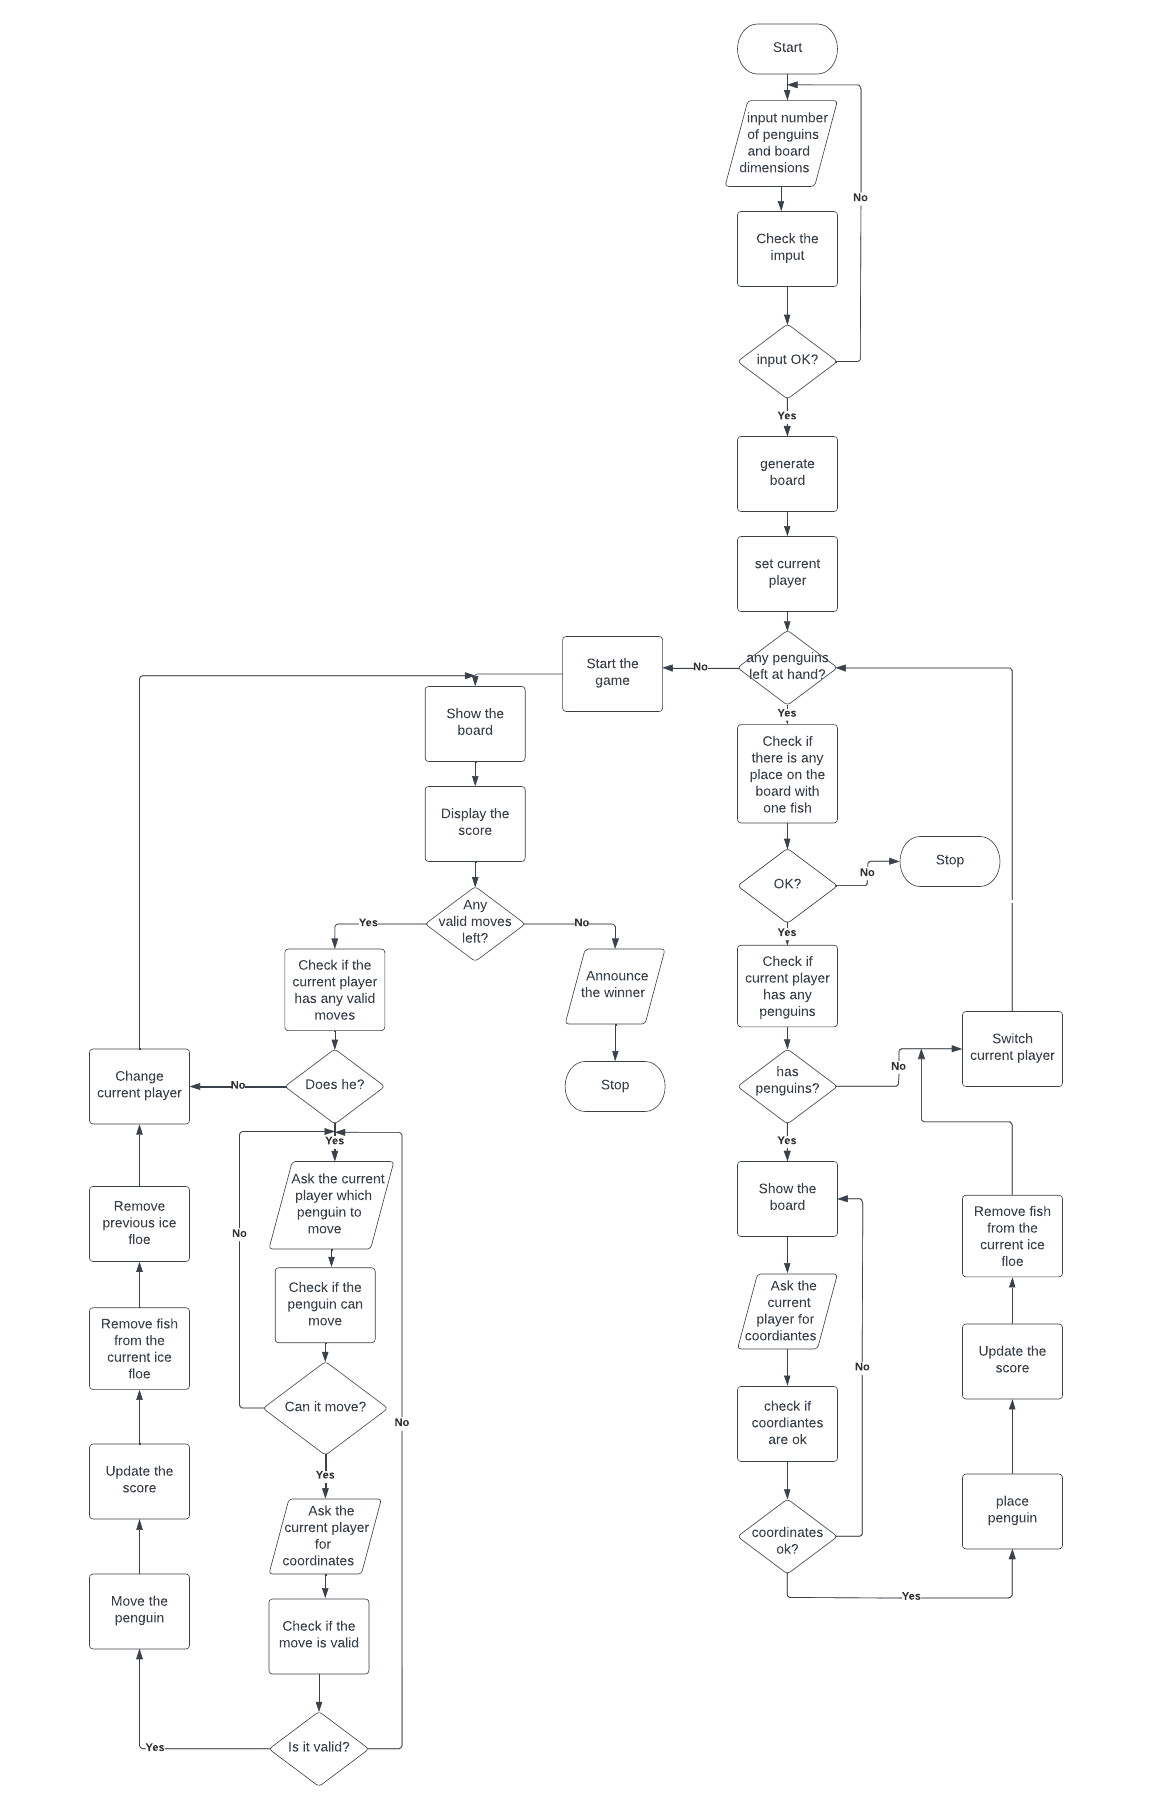 Start
input number
of penguins
and board
dimensions
No
Check the
imput
input OK?
Yes
generate
board
set current
player
any penguins
left at hand?
No
Start the
game
Yes
Show the
board
Check if
there is any
place on the
board with
one fish
Display the
score
OK?
No
Stop
Any
valid moves
left?
Yes
No
Yes
Check if the
current player
has any valid
moves
Announce
the winner
Check if
current player
has any
penguins
Switch
current player
Change
current player
No
Does he?
Stop
has
penguins?
No
Yes
Yes
Ask the current
player which
penguin to
move
Show the
board
Remove
previous ice
floe
No
Remove fish
from the
current ice
floe
Check if the
penguin can
move
Ask the
current
player for
coordiantes
Remove fish
from the
current ice
floe
Update the
score
No
Can it move?
No
check if
coordiantes
are ok
Update the
score
Yes
Ask the
current player
for
coordinates
coordinates
ok?
place
penguin
Yes
Move the
penguin
Check if the
move is valid
Yes
Is it valid?